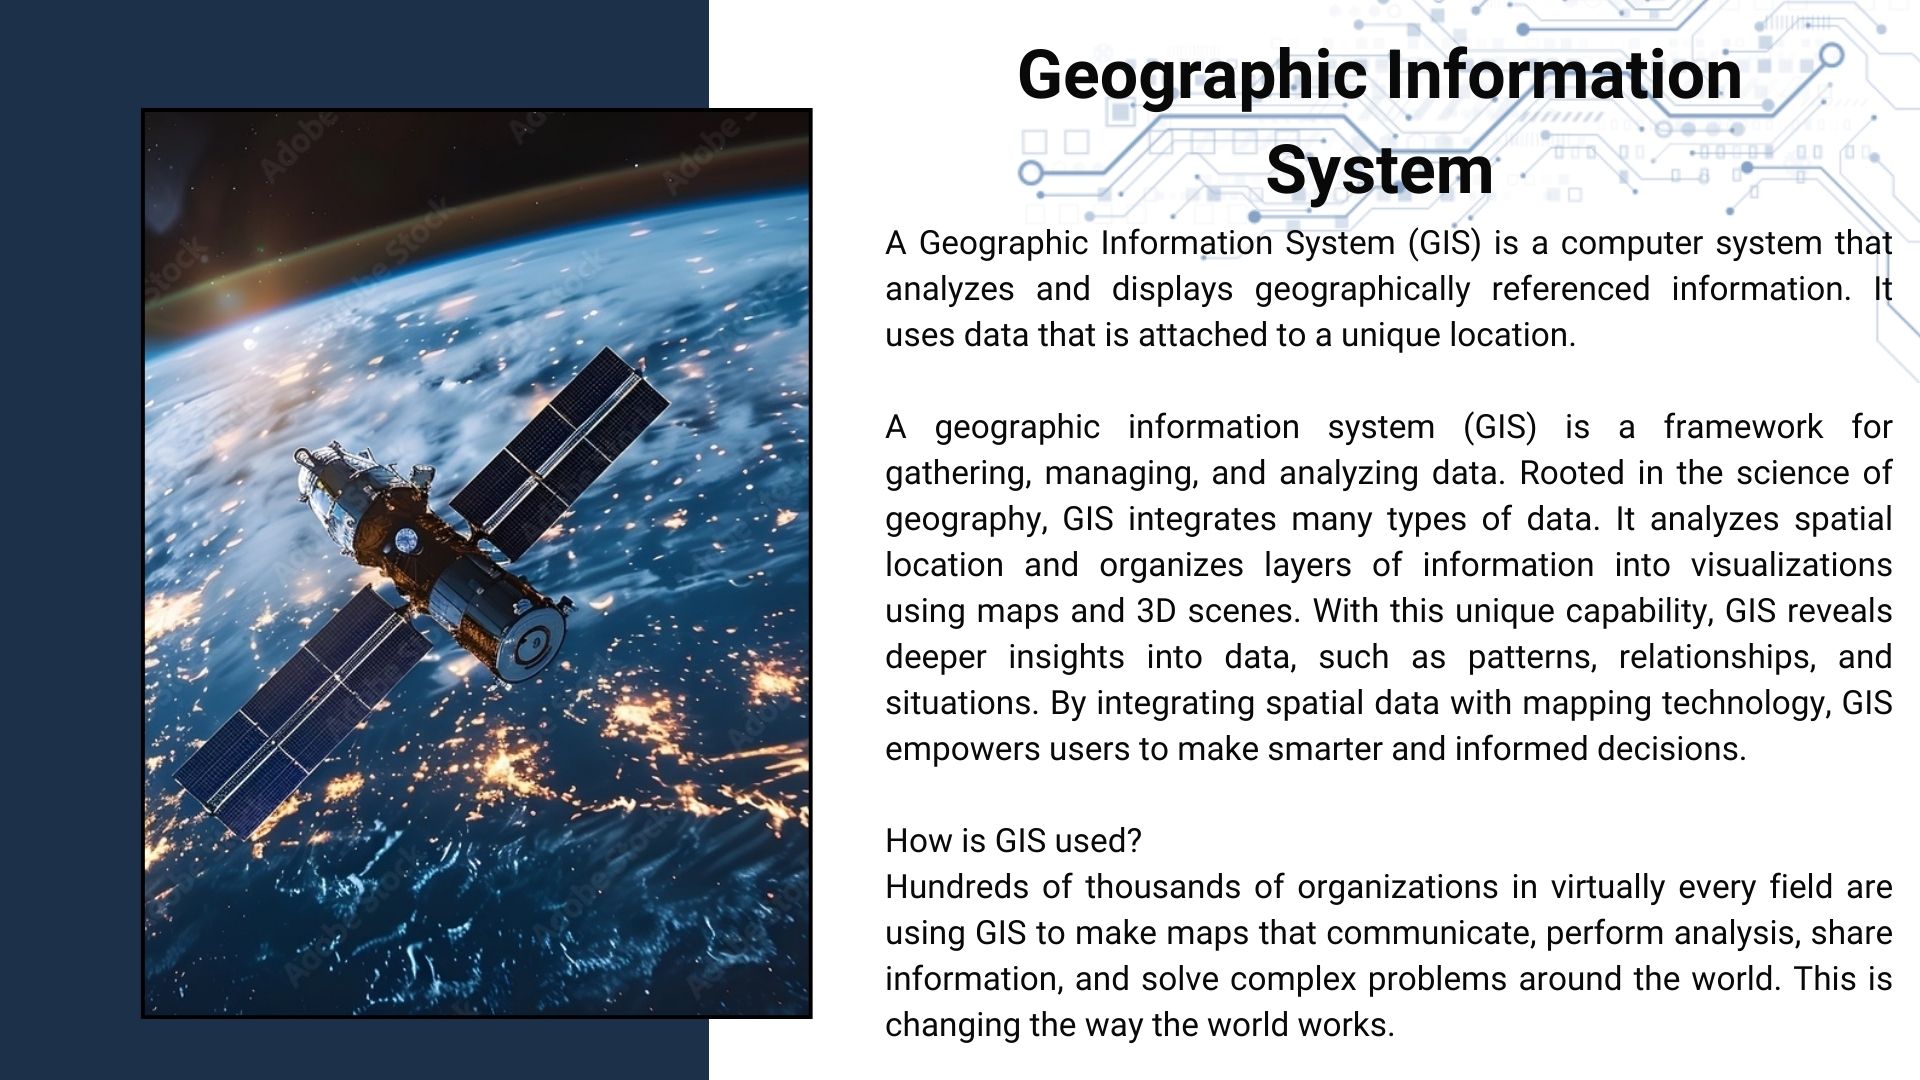 Geographic Information
System
A Geographic Information System (GIS) is a computer system that
analyzes and displays geographically referenced information. It
uses data that is attached to a unique location.
A geographic information system (GIS) is a framework for
gathering, managing, and analyzing data. Rooted in the science of
geography, GIS integrates many types of data. It analyzes spatial
location and organizes layers of information into visualizations
using maps and 3D scenes. With this unique capability, GIS reveals
deeper insights into data, such as patterns, relationships, and
situations. By integrating spatial data with mapping technology, GIS
empowers users to make smarter and informed decisions.
How is GIS used?
Hundreds of thousands of organizations in virtually every field are
using GIS to make maps that communicate, perform analysis, share
information, and solve complex problems around the world. This is
changing the way the world works.
Adobe Stock